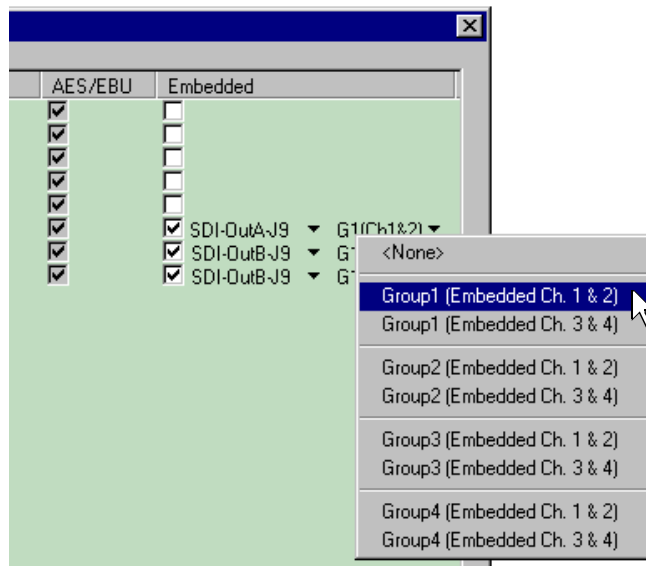 AES/EBU Embedded
SDI-OutA-J9 G1(Ch1&2)
SDI-OutB-J9
SDI-OutB-J9
<None>
Group1 (Embedded Ch. 1 & 2)
Group1 (Embedded Ch. 3 & 4)
Group2 (Embedded Ch. 1 & 2)
Group2 (Embedded Ch. 3 & 4)
Group3 (Embedded Ch. 1 & 2)
Group3 (Embedded Ch. 3 & 4)
Group4 (Embedded Ch. 1 & 2)
Group4 (Embedded Ch. 3 & 4)